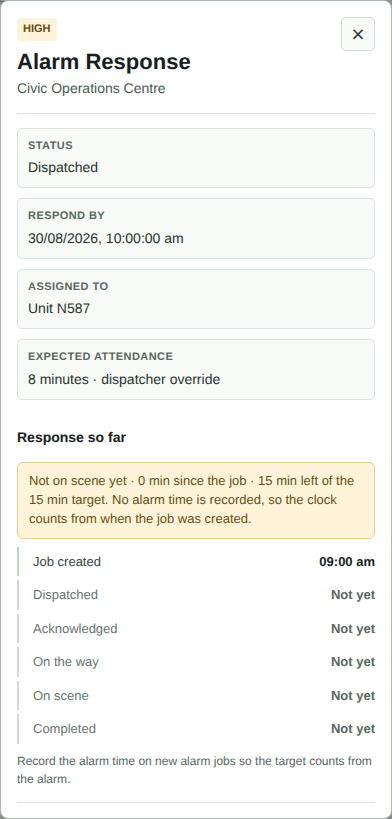 HIGH
Alarm Response
Civic Operations Centre
STATUS
Dispatched
RESPOND BY
30/08/2026, 10:00:00 am
ASSIGNED TO
Unit N587
EXPECTED ATTENDANCE
8 minutes · dispatcher override
Response so far
Not on scene yet · 0 min since the job · 15 min left of the
15 min target. No alarm time is recorded, so the clock
counts from when the job was created.
Job created 09:00 am
Dispatched Not yet
Acknowledged Not yet
On the way Not yet
On scene Not yet
Completed Not yet
Record the alarm time on new alarm jobs so the target counts from
the alarm.